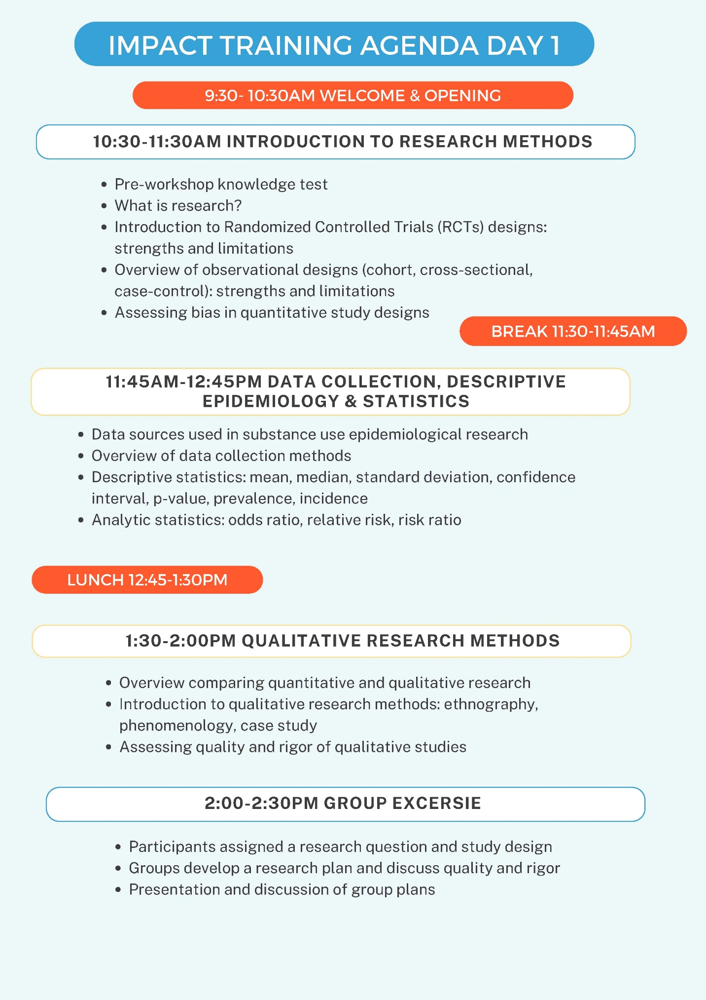 IMPACT TRAINING AGENDA DAY 1
9:30- 10:30AM WELCOME & OPENING
10:30-11:30AM INTRODUCTION TO RESEARCH METHODS
• Pre-workshop knowledge test
• What is research?
• Introduction to Randomized Controlled Trials (RCTs) designs:
strengths and limitations
• Overview of observational designs (cohort, cross-sectional,
case-control): strengths and limitations
• Assessing bias in quantitative study designs
BREAK 11:30-11:45AM
11:45AM-12:45PM DATA COLLECTION, DESCRIPTIVE
EPIDEMIOLOGY & STATISTICS
• Data sources used in substance use epidemiological research
• Overview of data collection methods
• Descriptive statistics: mean, median, standard deviation, confidence
interval, p-value, prevalence, incidence
• Analytic statistics: odds ratio, relative risk, risk ratio
LUNCH 12:45-1:30PM
1:30-2:00PM QUALITATIVE RESEARCH METHODS
• Overview comparing quantitative and qualitative research
• Introduction to qualitative research methods: ethnography,
phenomenology, case study
• Assessing quality and rigor of qualitative studies
2:00-2:30PM GROUP EXCERSIE
• Participants assigned a research question and study design
• Groups develop a research plan and discuss quality and rigor
• Presentation and discussion of group plans